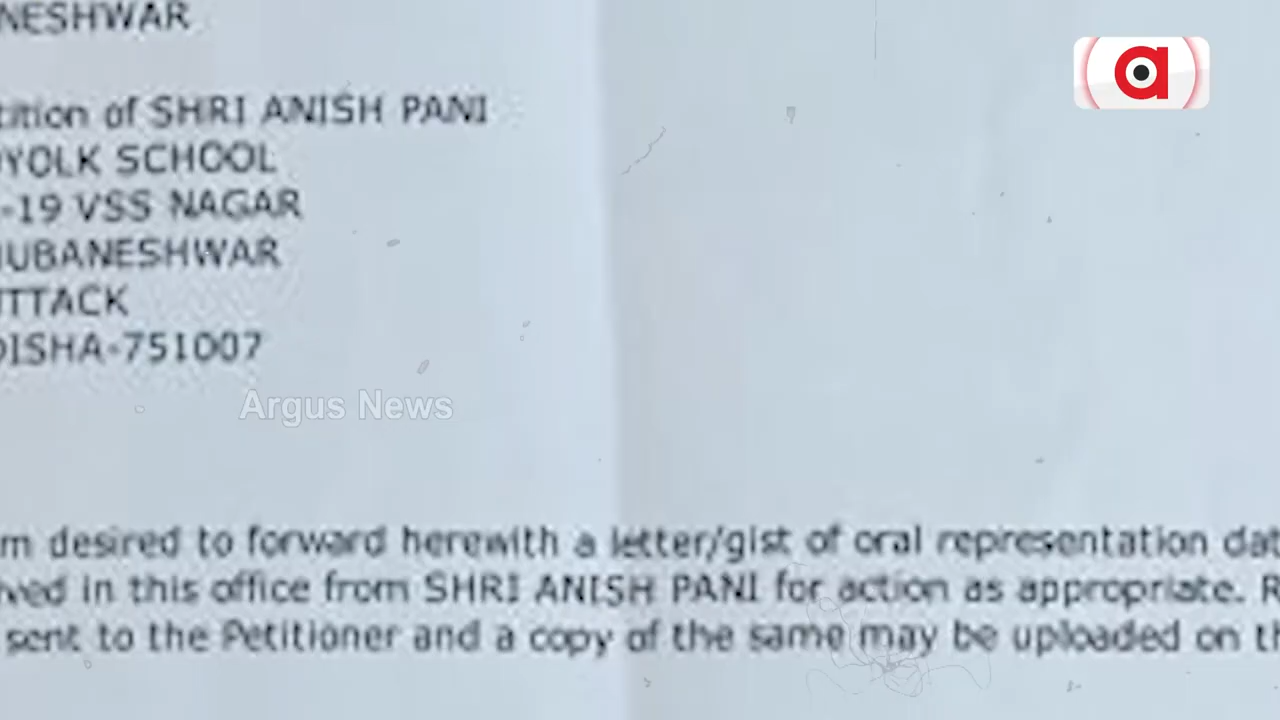 NESHWAR
tition of SHRI ANISH PANI
YOLK SCHOOL
-19 VSS NAGAR
UBANESHWAR
TTACK
DISHA-751007
Argus News
m desired to forward herewith a letter/gist of oral representation dat
ved in this office from SHRI ANISH PANI for action as appropriate. R
sent to the Petitioner and a copy of the same may be uploaded on th